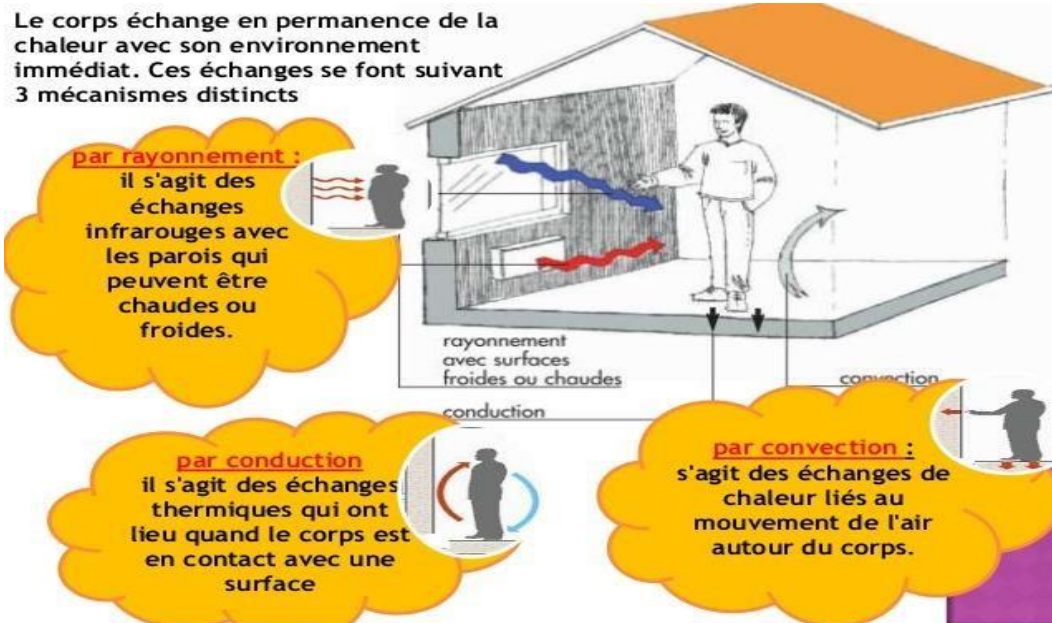 Le corps échange en permanence de la
chaleur avec son environnement
immédiat. Ces échanges se font suivant
3 mécanismes distincts
par rayonnement :
il s'agit des
échanges
infrarouges avec
les parois qui
peuvent être
chaudes ou
froides.
rayonnement
avec surfaces
froides ou chaudes
convection
conduction
par conduction
il s'agit des échanges
thermiques qui ont
lieu quand le corps est
en contact avec une
surface
par convection :
s'agit des échanges de
chaleur liés au
mouvement de l'air
autour du corps.